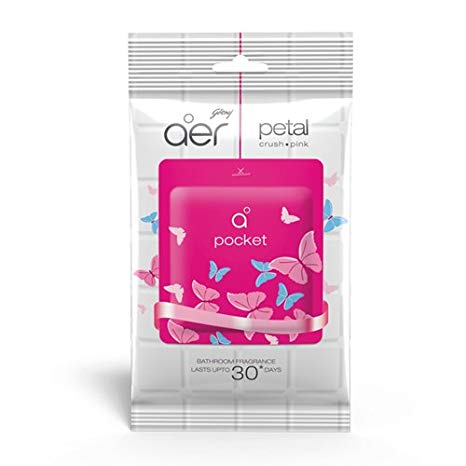 Godrej
aer
petal
crush • pink
a
pocket
BATHROOM FRAGRANCE
LASTS UPTO 30* DAYS